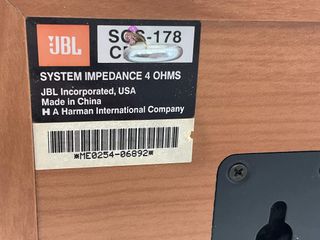 JBL
SCS-178
SYSTEM IMPEDANCE 4 OHMS
JBL Incorporated, USA
Made in China
H A Harman International Company
*ME0254-06892*